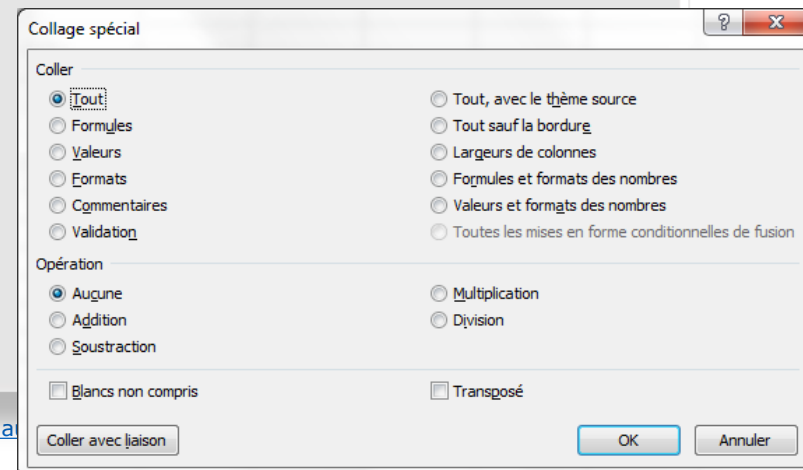 Collage spécial
Coller
Tout
Formules
Valeurs
Formats
Commentaires
Validation
Tout, avec le thème source
Tout sauf la bordure
Largeurs de colonnes
Formules et formats des nombres
Valeurs et formats des nombres
Toutes les mises en forme conditionnelles de fusion
Opération
Aucune
Addition
Soustraction
Multiplication
Division
Blancs non compris
Transposé
Coller avec liaison
OK
Annuler